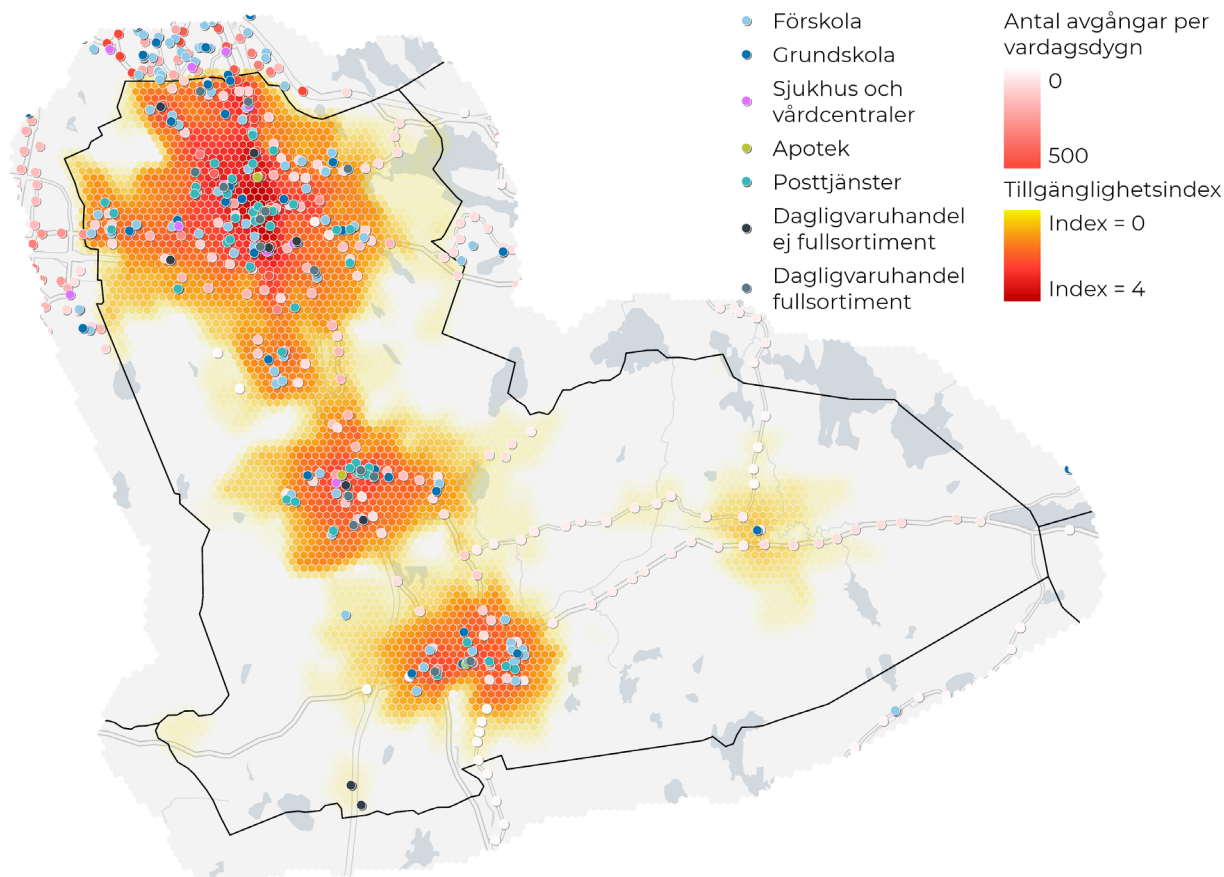 Förskola
Grundskola
Sjukhus och
vårdcentraler
Apotek
Posttjänster
Dagligvaruhandel
ej fullsortiment
Dagligvaruhandel
fullsortiment
Antal avgångar per
vardagsdygn
0
500
Tillgänglighetsindex
Index = 0
Index = 4